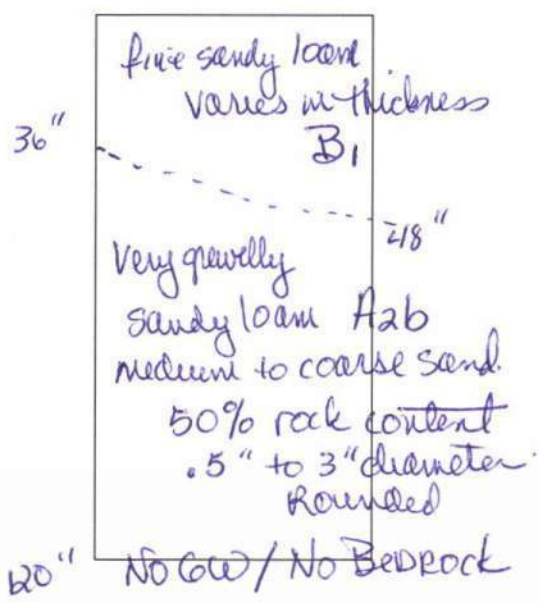 fine sandy loam
varies in thickness
36"
B1
48"
Very gravelly
sandy loam A2b
medium to coarse sand.
50% rock content
.5" to 3" diameter.
Rounded
120" NO GW / No BEDROCK